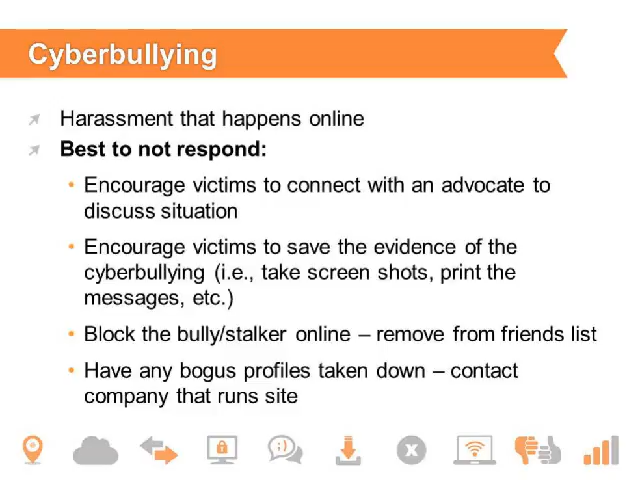 Cyberbullying
Harassment that happens online
Best to not respond:
• Encourage victims to connect with an advocate to
discuss situation
• Encourage victims to save the evidence of the
cyberbullying (i.e., take screen shots, print the
messages, etc.)
• Block the bully/stalker online – remove from friends list
• Have any bogus profiles taken down – contact
company that runs site